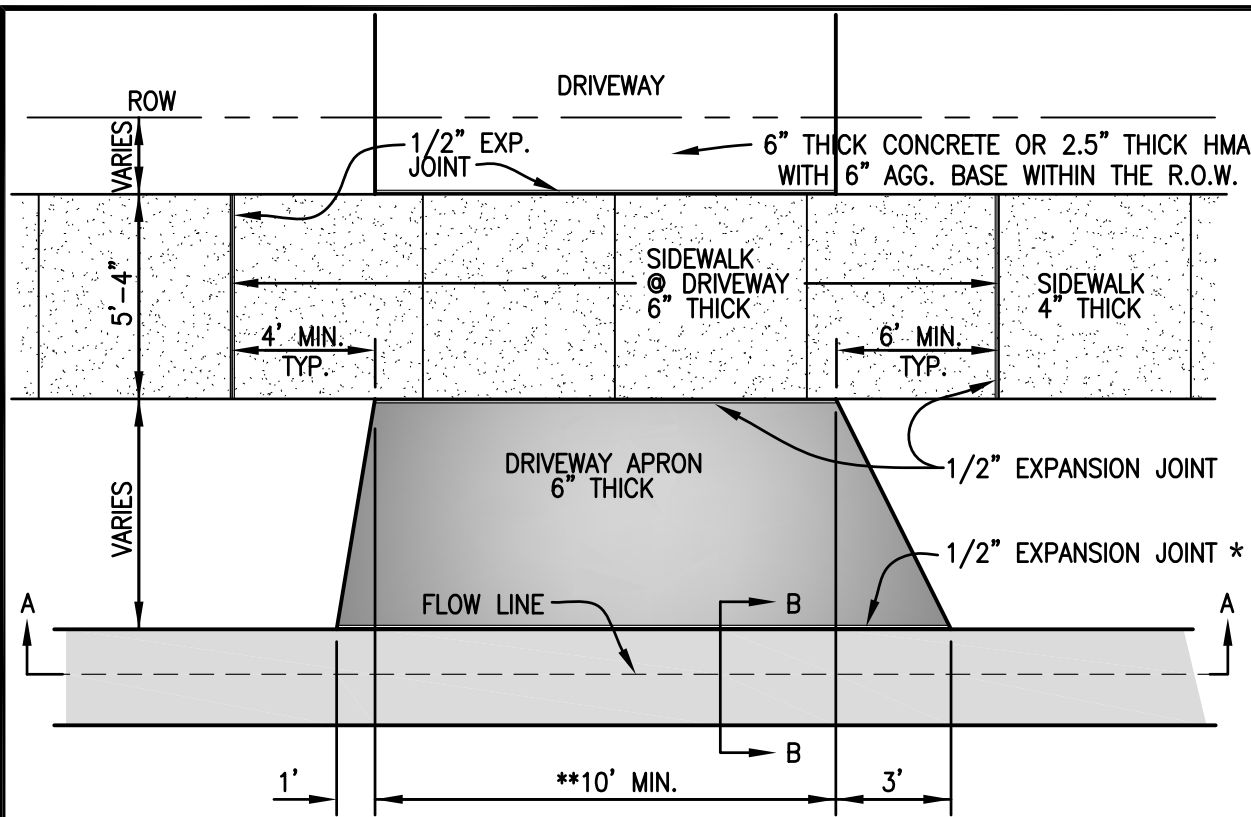 DRIVEWAY
ROW
VARIES
1/2" EXP.
JOINT
6" THICK CONCRETE OR 2.5" THICK HMA
WITH 6" AGG. BASE WITHIN THE R.O.W.
5'-4"
SIDEWALK
@ DRIVEWAY
6" THICK
SIDEWALK
4" THICK
4' MIN.
TYP.
6' MIN.
TYP.
VARIES
DRIVEWAY APRON
6" THICK
1/2" EXPANSION JOINT
1/2" EXPANSION JOINT *
A
FLOW LINE
B
A
B
1'
**10' MIN.
3'